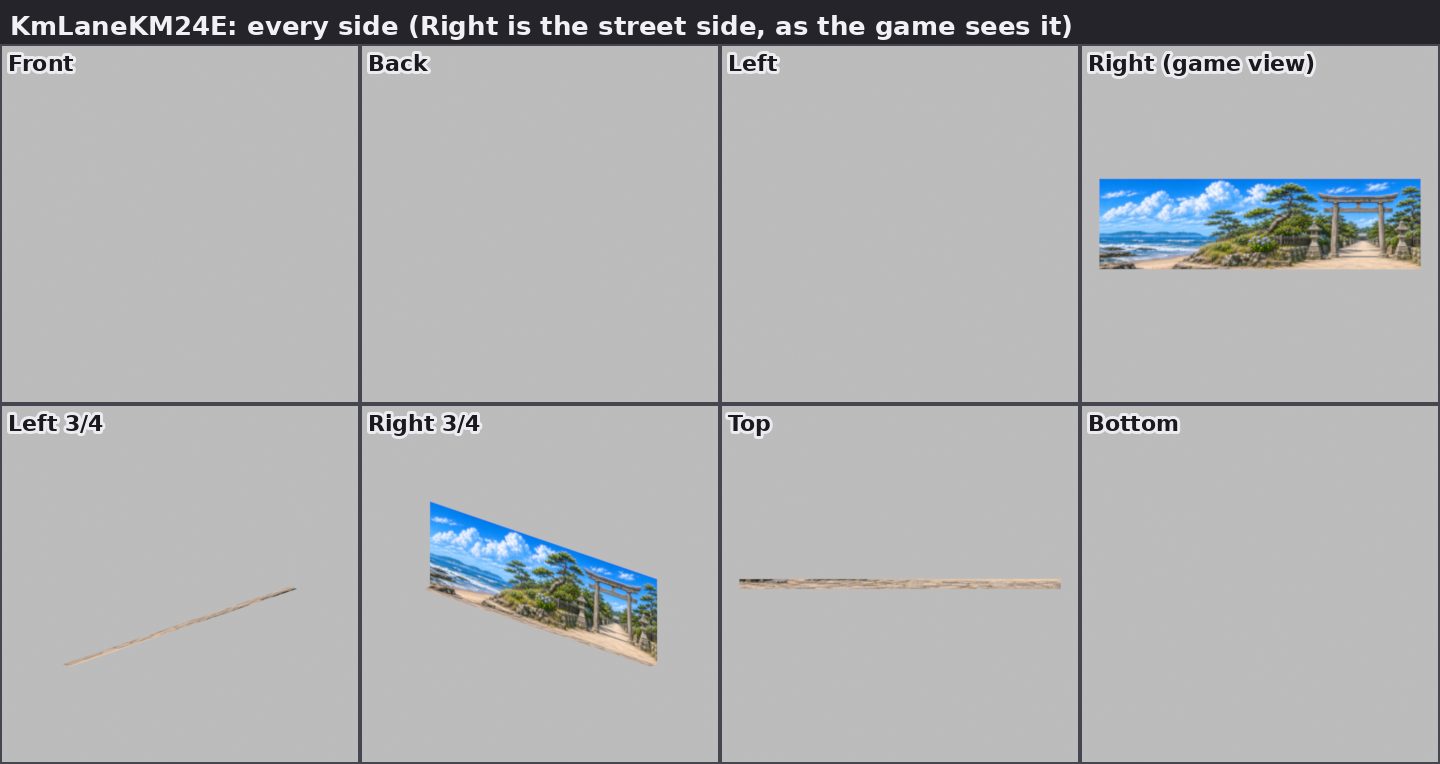 KmLaneKM24E: every side (Right is the street side, as the game sees it)
Front
Back
Left
Right (game view)
Left 3/4
Right 3/4
Top
Bottom